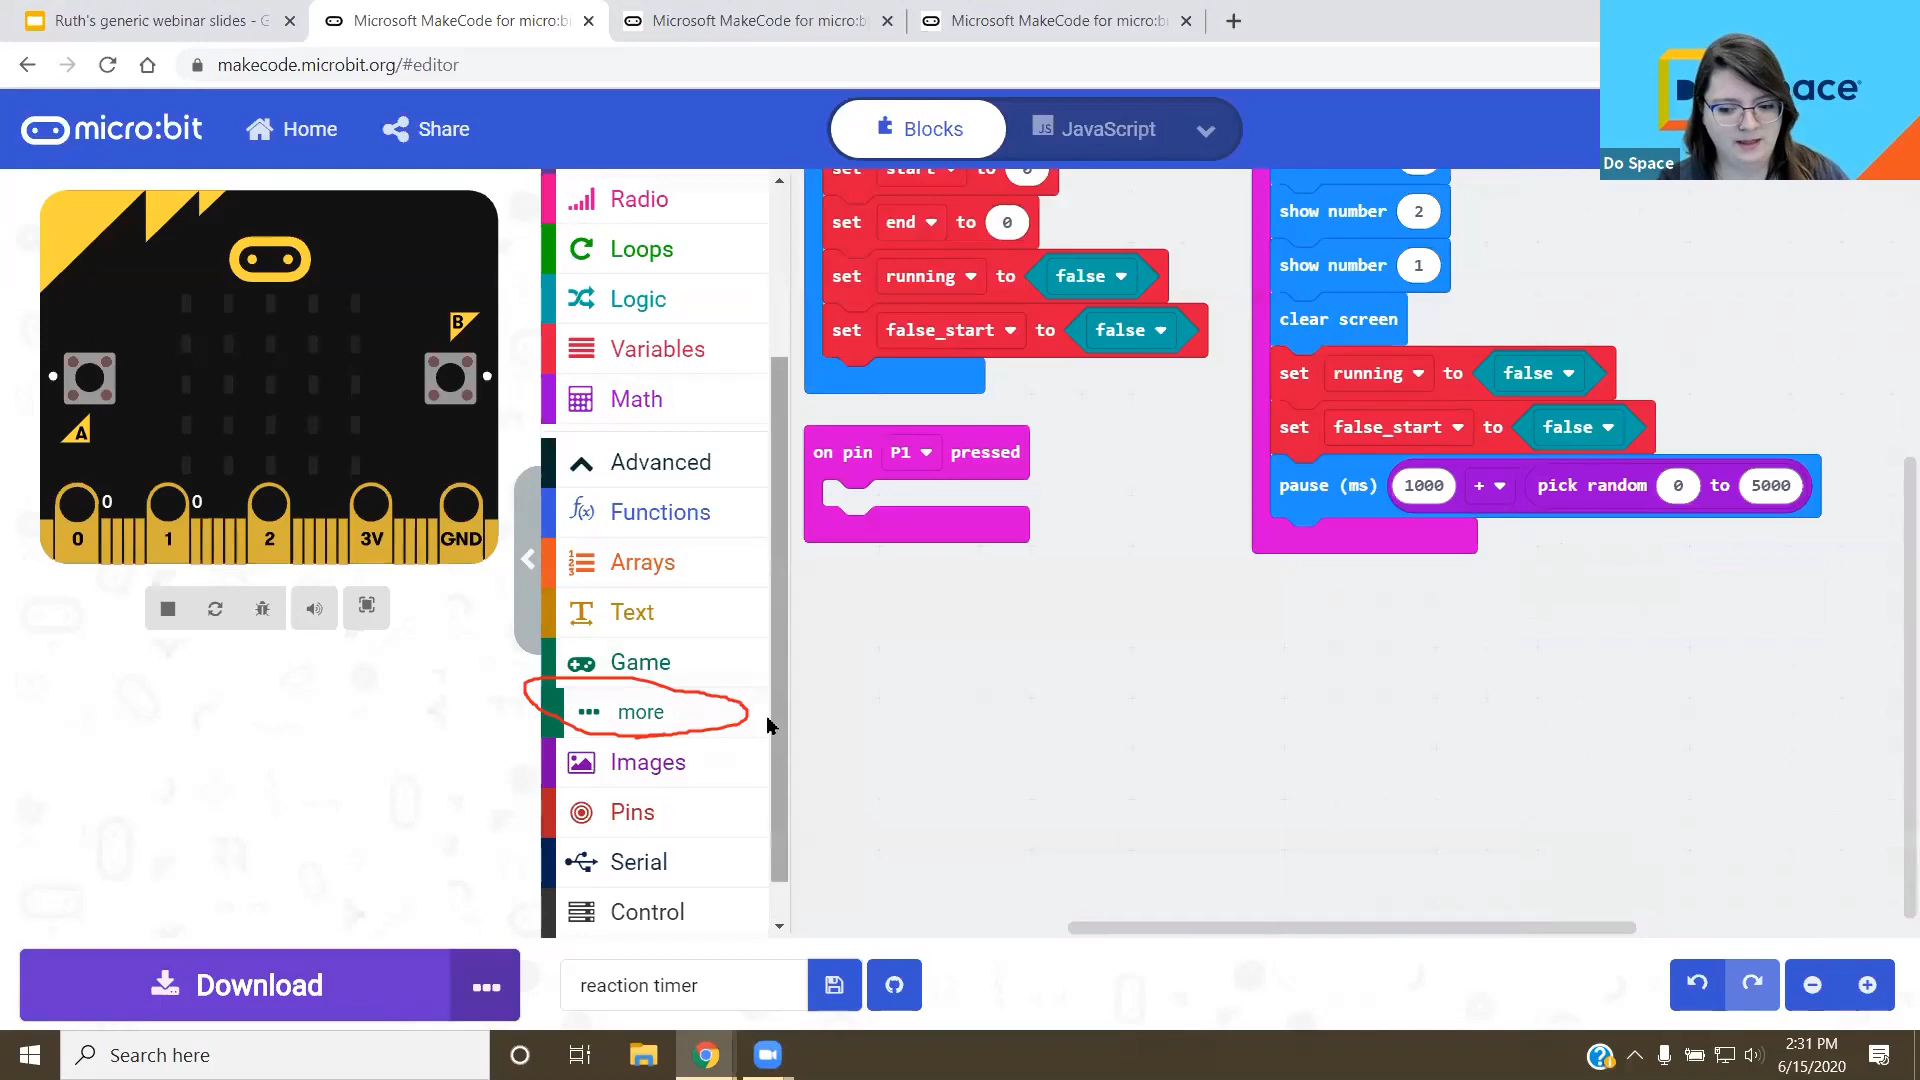 Ruth's generic webinar slides - G
Microsoft MakeCode for micro:b
Microsoft MakeCode for micro:b
Microsoft MakeCode for micro:b
makecode.microbit.org/#editor
micro:bit
Home
Share
Blocks
JS
JavaScript
Do Space
B
A
0
0
0
1
2
3V
GND
Radio
Loops
Logic
Variables
Math
Advanced
Functions
Arrays
Text
Game
more
Images
Pins
Serial
Control
set start to 0
set end to 0
set running to false
set false_start to false
on pin P1 pressed
show number 2
show number 1
clear screen
set running to false
set false_start to false
pause (ms) 1000 + pick random 0 to 5000
Download
reaction timer
Search here
2:31 PM
6/15/2020